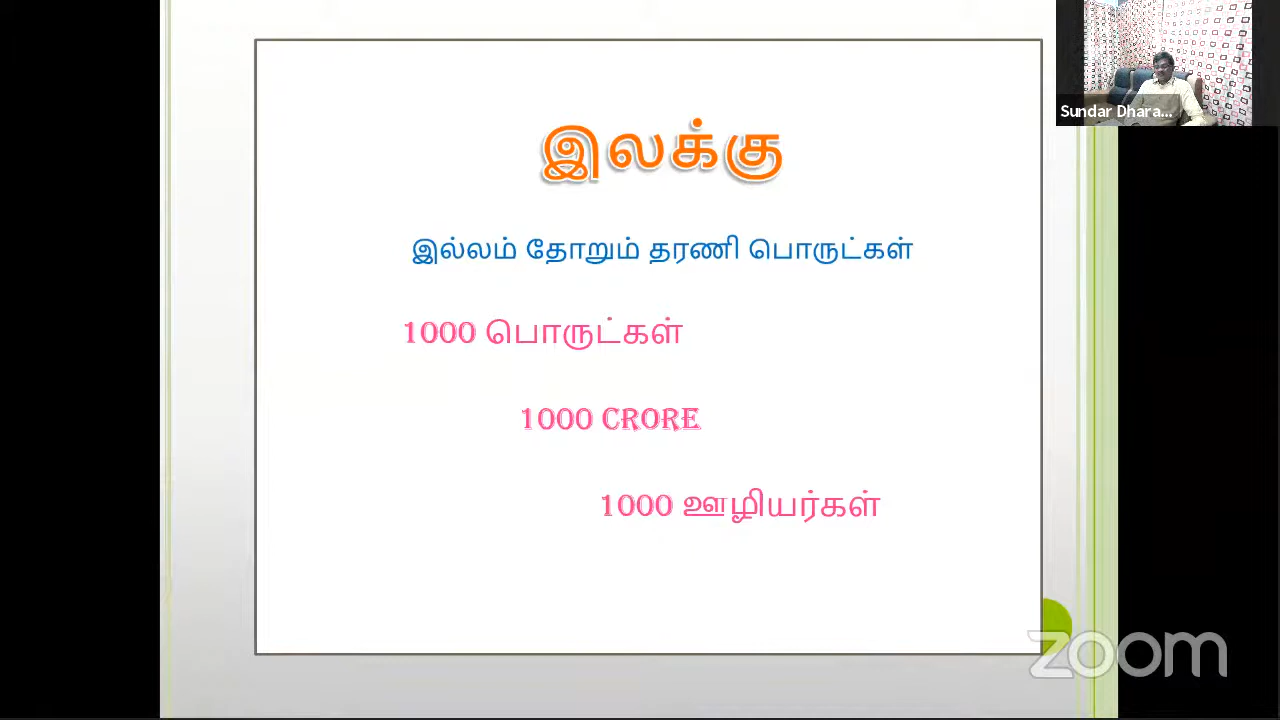 Sundar Dhara...
இலக்கு
இல்லம் தோறும் தரணி பொருட்கள்
1000 பொருட்கள்
1000 CRORE
1000 ஊழியர்கள்
zoom